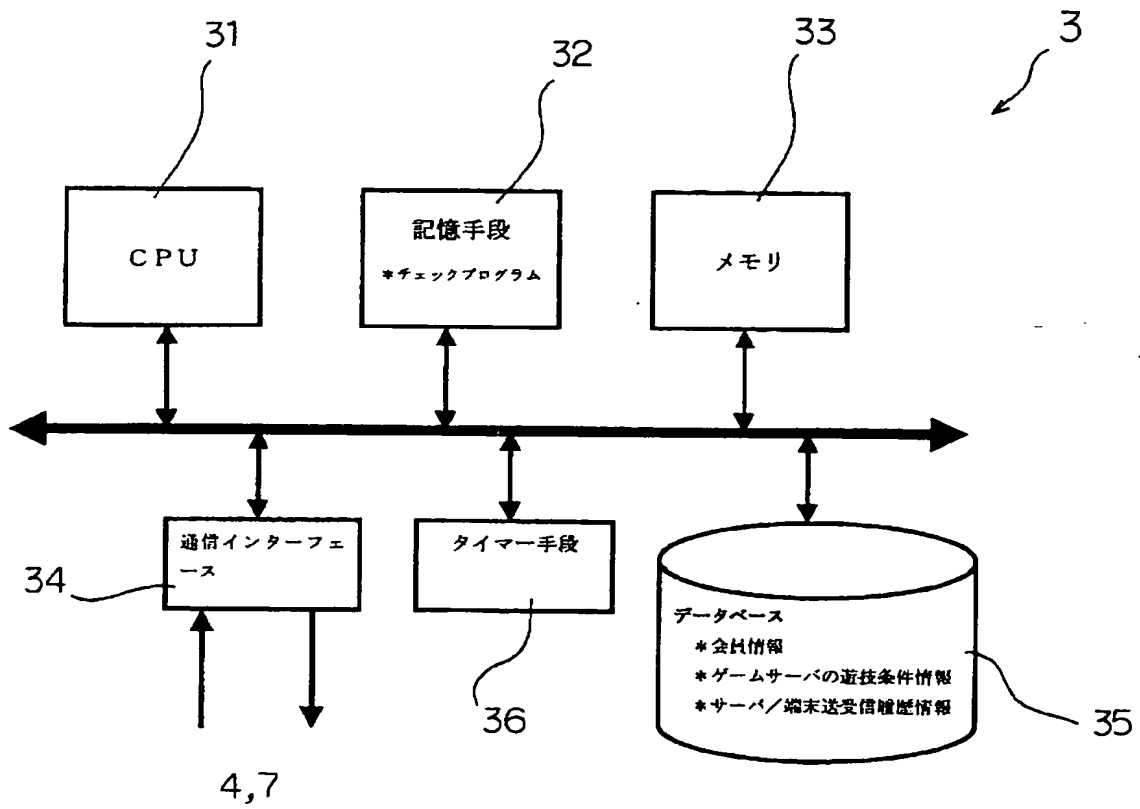 31
32
33
3
CPU
記憶手段
*チェックプログラム
メモリ
通信インターフェ
ース
34
タイマー手段
36
データベース
*会員情報
*ゲームサーバの遊技条件情報
*サーバ/端末送受信履歴情報
35
4,7